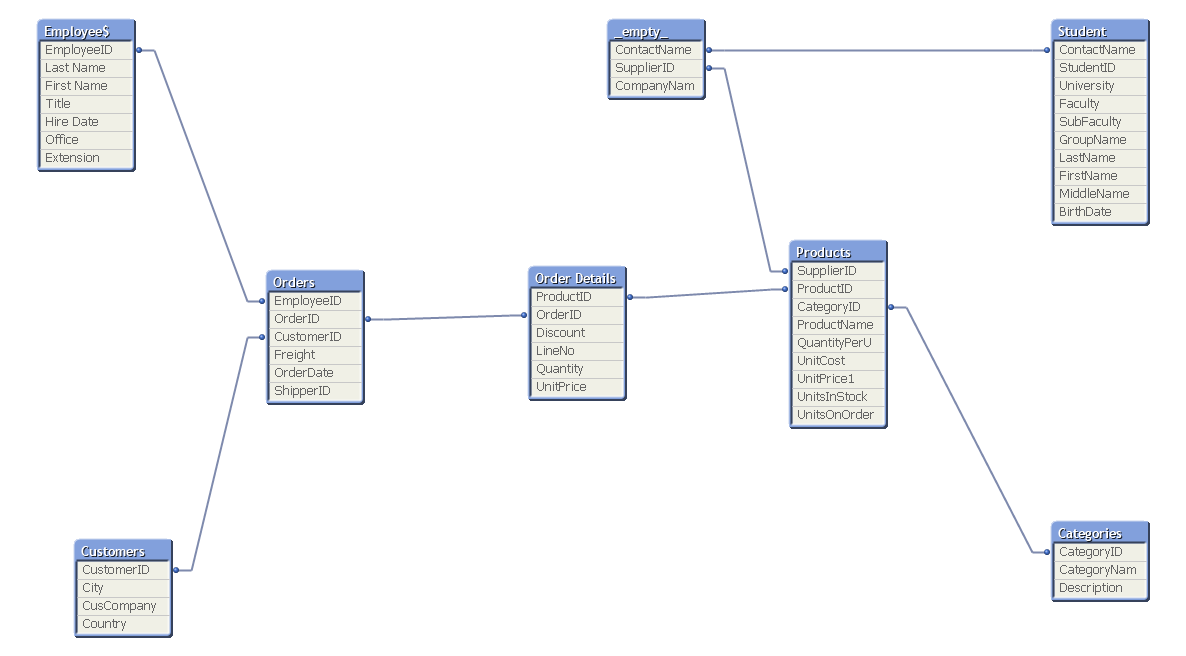 Employee$
EmployeeID
Last Name
First Name
Title
Hire Date
Office
Extension
_empty_
ContactName
SupplierID
CompanyNam
Student
ContactName
StudentID
University
Faculty
SubFaculty
GroupName
LastName
FirstName
MiddleName
BirthDate
Orders
EmployeeID
OrderID
CustomerID
Freight
OrderDate
ShipperID
Order Details
ProductID
OrderID
Discount
LineNo
Quantity
UnitPrice
Products
SupplierID
ProductID
CategoryID
ProductName
QuantityPerU
UnitCost
UnitPrice1
UnitsInStock
UnitsOnOrder
Customers
CustomerID
City
CusCompany
Country
Categories
CategoryID
CategoryNam
Description